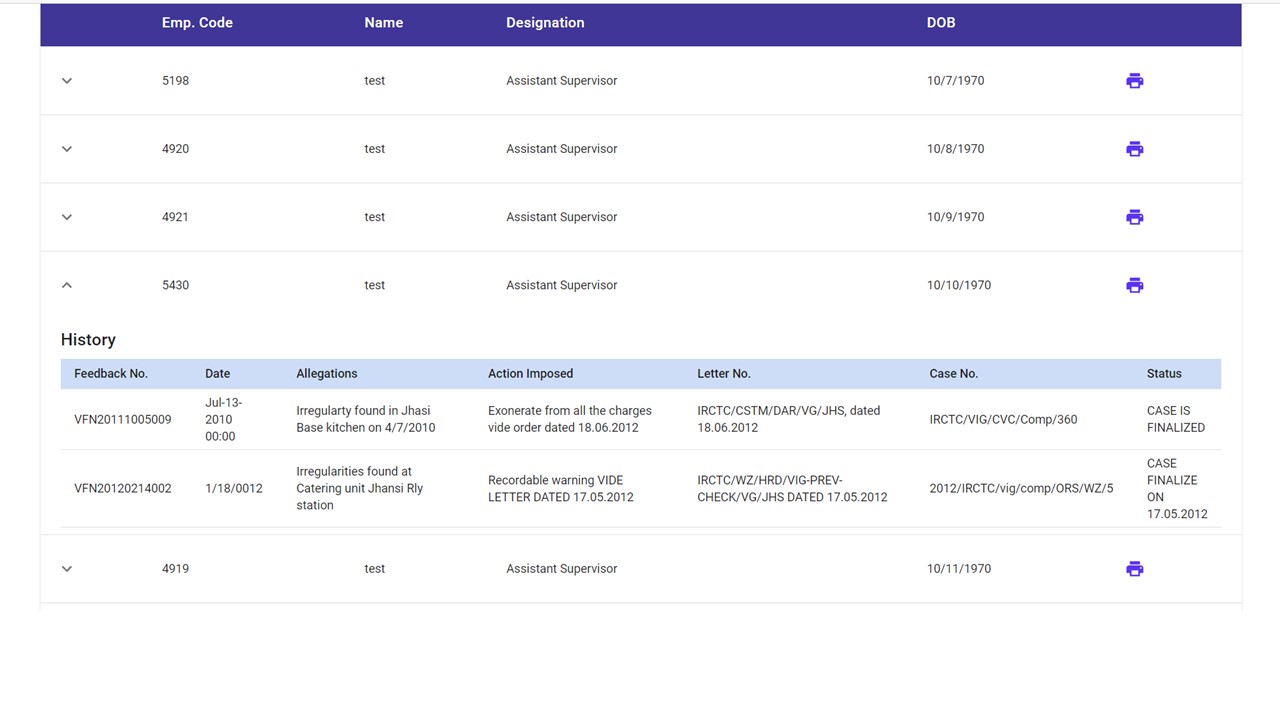 Emp. Code Name Designation DOB
5198 test Assistant Supervisor 10/7/1970
4920 test Assistant Supervisor 10/8/1970
4921 test Assistant Supervisor 10/9/1970
5430 test Assistant Supervisor 10/10/1970
History
Feedback No. Date Allegations Action Imposed Letter No. Case No. Status
VFN20111005009
Jul-13-
2010
00:00
Irregularty found in Jhasi
Base kitchen on 4/7/2010
Exonerate from all the charges
vide order dated 18.06.2012
IRCTC/CSTM/DAR/VG/JHS, dated
18.06.2012
IRCTC/VIG/CVC/Comp/360
CASE IS
FINALIZED
VFN20120214002
1/18/0012
Irregularities found at
Catering unit Jhansi Rly
station
Recordable warning VIDE
LETTER DATED 17.05.2012
IRCTC/WZ/HRD/VIG-PREV-
CHECK/VG/JHS DATED 17.05.2012
2012/IRCTC/vig/comp/ORS/WZ/5
CASE
FINALIZE
ON
17.05.2012
4919 test Assistant Supervisor 10/11/1970